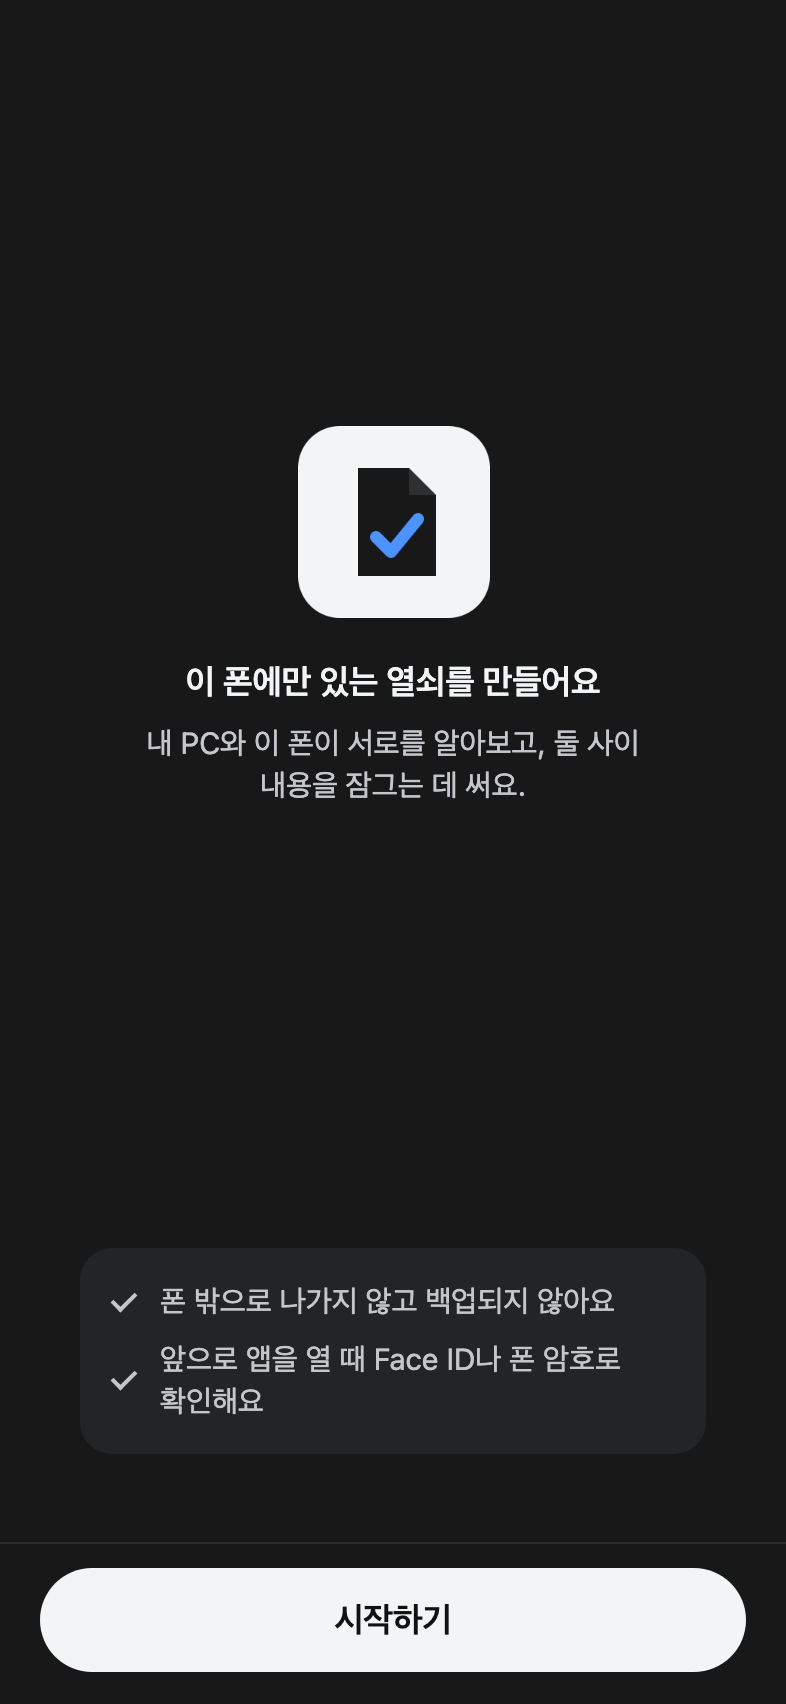 이 폰에만 있는 열쇠를 만들어요
내 PC와 이 폰이 서로를 알아보고, 둘 사이
내용을 잠그는 데 써요.
폰 밖으로 나가지 않고 백업되지 않아요
앞으로 앱을 열 때 Face ID나 폰 암호로
확인해요
시작하기